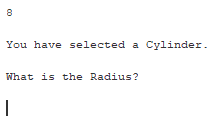 8
You have selected a Cylinder.
What is the Radius?